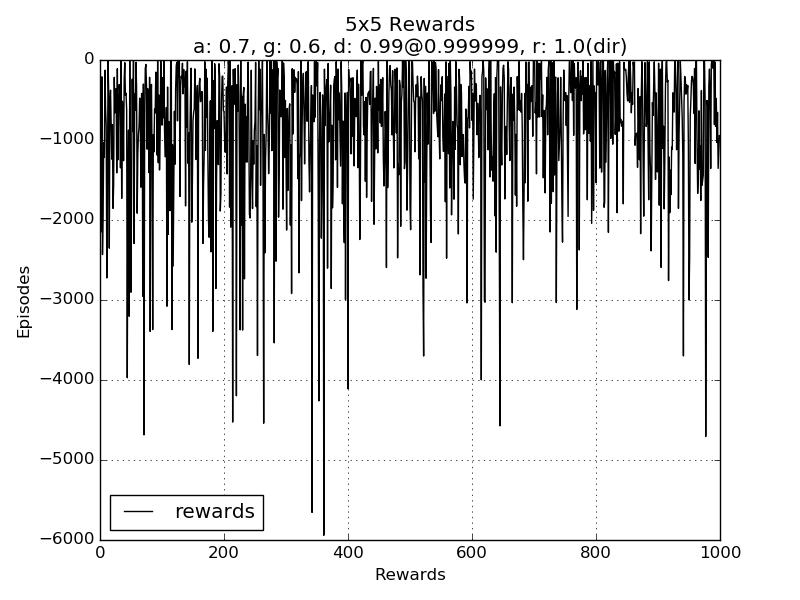 5x5 Rewards
a: 0.7, g: 0.6, d: 0.99@0.999999, r: 1.0(dir)
0
−1000
−2000
−3000
−4000
−5000
−6000
Episodes
rewards
0 200 400 600 800 1000
Rewards